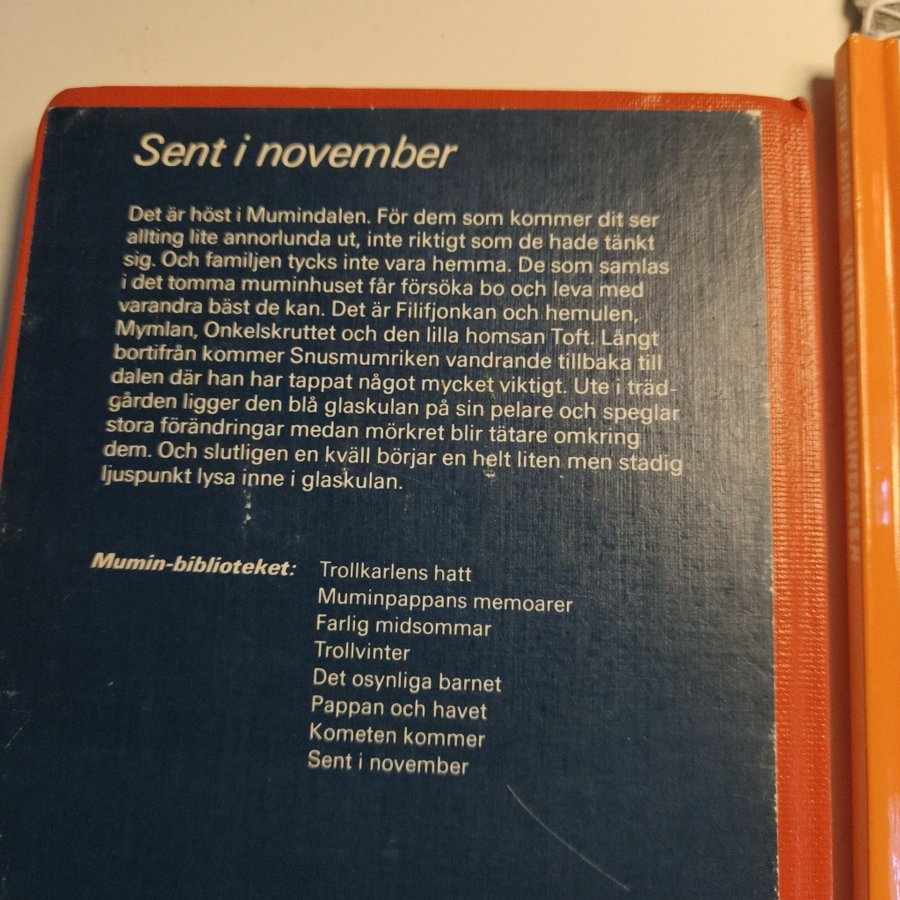 Sent i november
Det är höst i Mumindalen. För dem som kommer dit ser
allting lite annorlunda ut, inte riktigt som de hade tänkt
sig. Och familjen tycks inte vara hemma. De som samlas
i det tomma muminhuset får försöka bo och leva med
varandra bäst de kan. Det är Filifjonkan och hemulen,
Mymlan, Onkelskruttet och den lilla homsan Toft. Långt
bortifrån kommer Snusmumriken vandrande tillbaka till
dalen där han har tappat något mycket viktigt. Ute i träd-
gården ligger den blå glaskulan på sin pelare och speglar
stora förändringar medan mörkret blir tätare omkring
dem. Och slutligen en kväll börjar en helt liten men stadig
ljuspunkt lysa inne i glaskulan.
Mumin-biblioteket: Trollkarlens hatt
Muminpappans memoarer
Farlig midsommar
Trollvinter
Det osynliga barnet
Pappan och havet
Kometen kommer
Sent i november